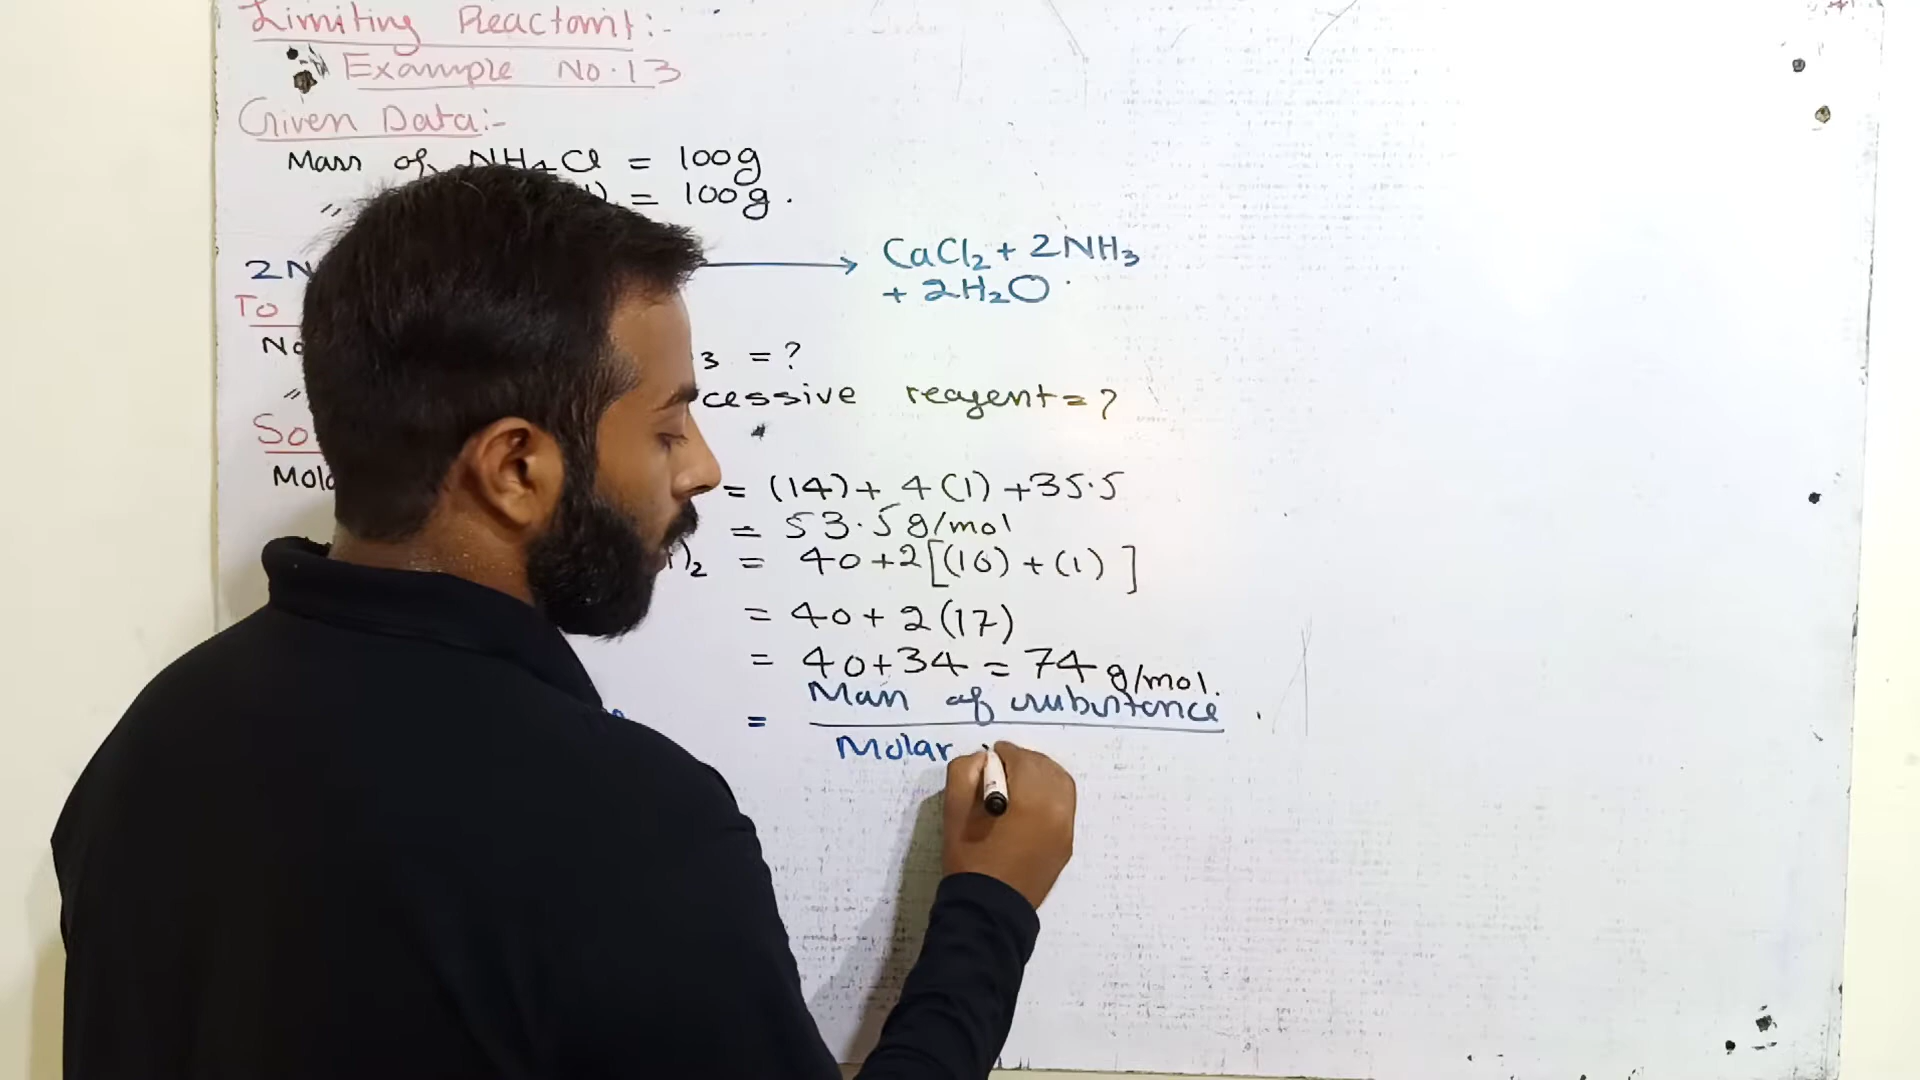 Limiting Reactant:-
Example No.13
Given Data:-
Mass of NH4Cl = 100g
" = 100g.
2N → CaCl2 + 2NH3
+ 2H2O
To
3 = ?
" cessive reagent = ?
So
= (14) + 4(1) + 35.5
= 53.5 g/mol
)2 = 40+2[(16) + (1)]
= 40 + 2(17)
= 40+34 = 74 g/mol.
= Mass of substance
Molar